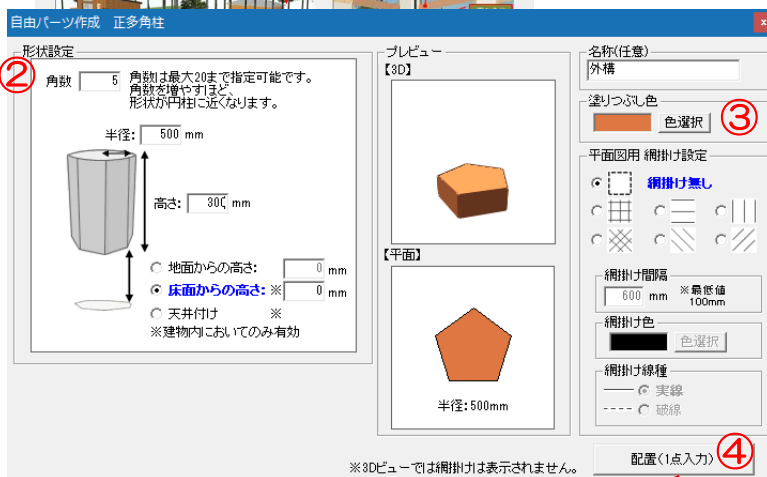 自由パーツ作成 正多角柱
x
形状設定
②
角数 5 角数は最大20まで指定可能です。
角数を増やすほど、
形状が円柱に近くなります。
半径: 500 mm
高さ: 300 mm
地面からの高さ: 0 mm
床面からの高さ: ※ 0 mm
天井付け ※
※建物内においてのみ有効
プレビュー
【3D】
【平面】
半径:500mm
名称(任意)
外構
塗りつぶし色
色選択 ③
平面図用 網掛け設定
網掛け無し
網掛け間隔
600 mm ※最低値
100mm
網掛け色
色選択
網掛け線種
実線
破線
※3Dビューでは網掛けは表示されません。
配置(1点入力) ④